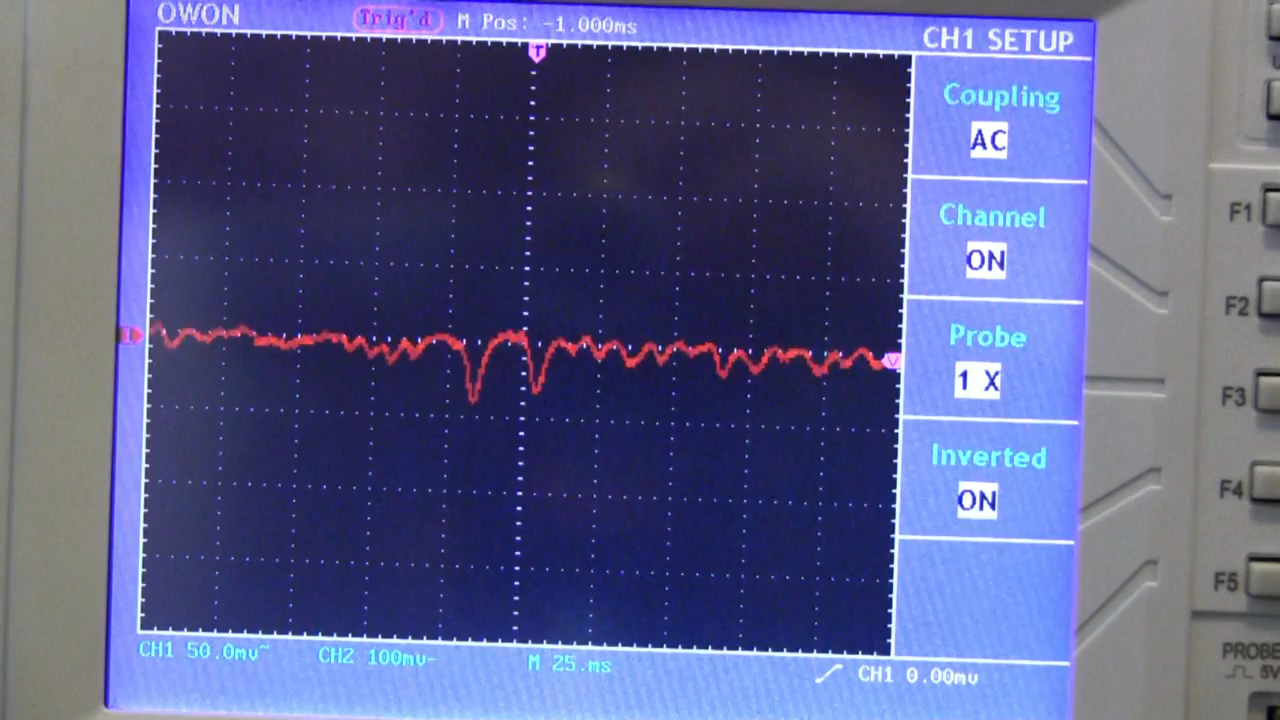 OWON Trig'd M Pos: -1.000ms
CH1 SETUP
T
Coupling
AC
Channel
ON
Probe
1 X
Inverted
ON
1
V
CH1 50.0mv~ CH2 100mv- M 25.ms CH1 0.00mv
F1
F2
F3
F4
F5
PROBE
5V